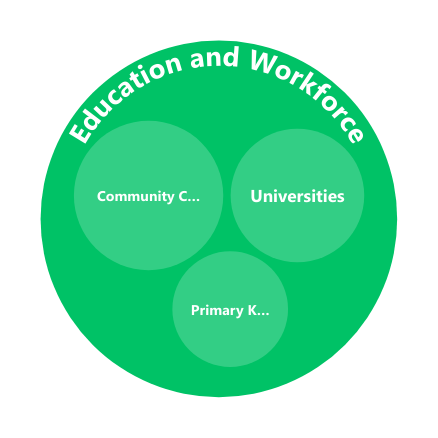 Education and Workforce
Community C...
Universities
Primary K...